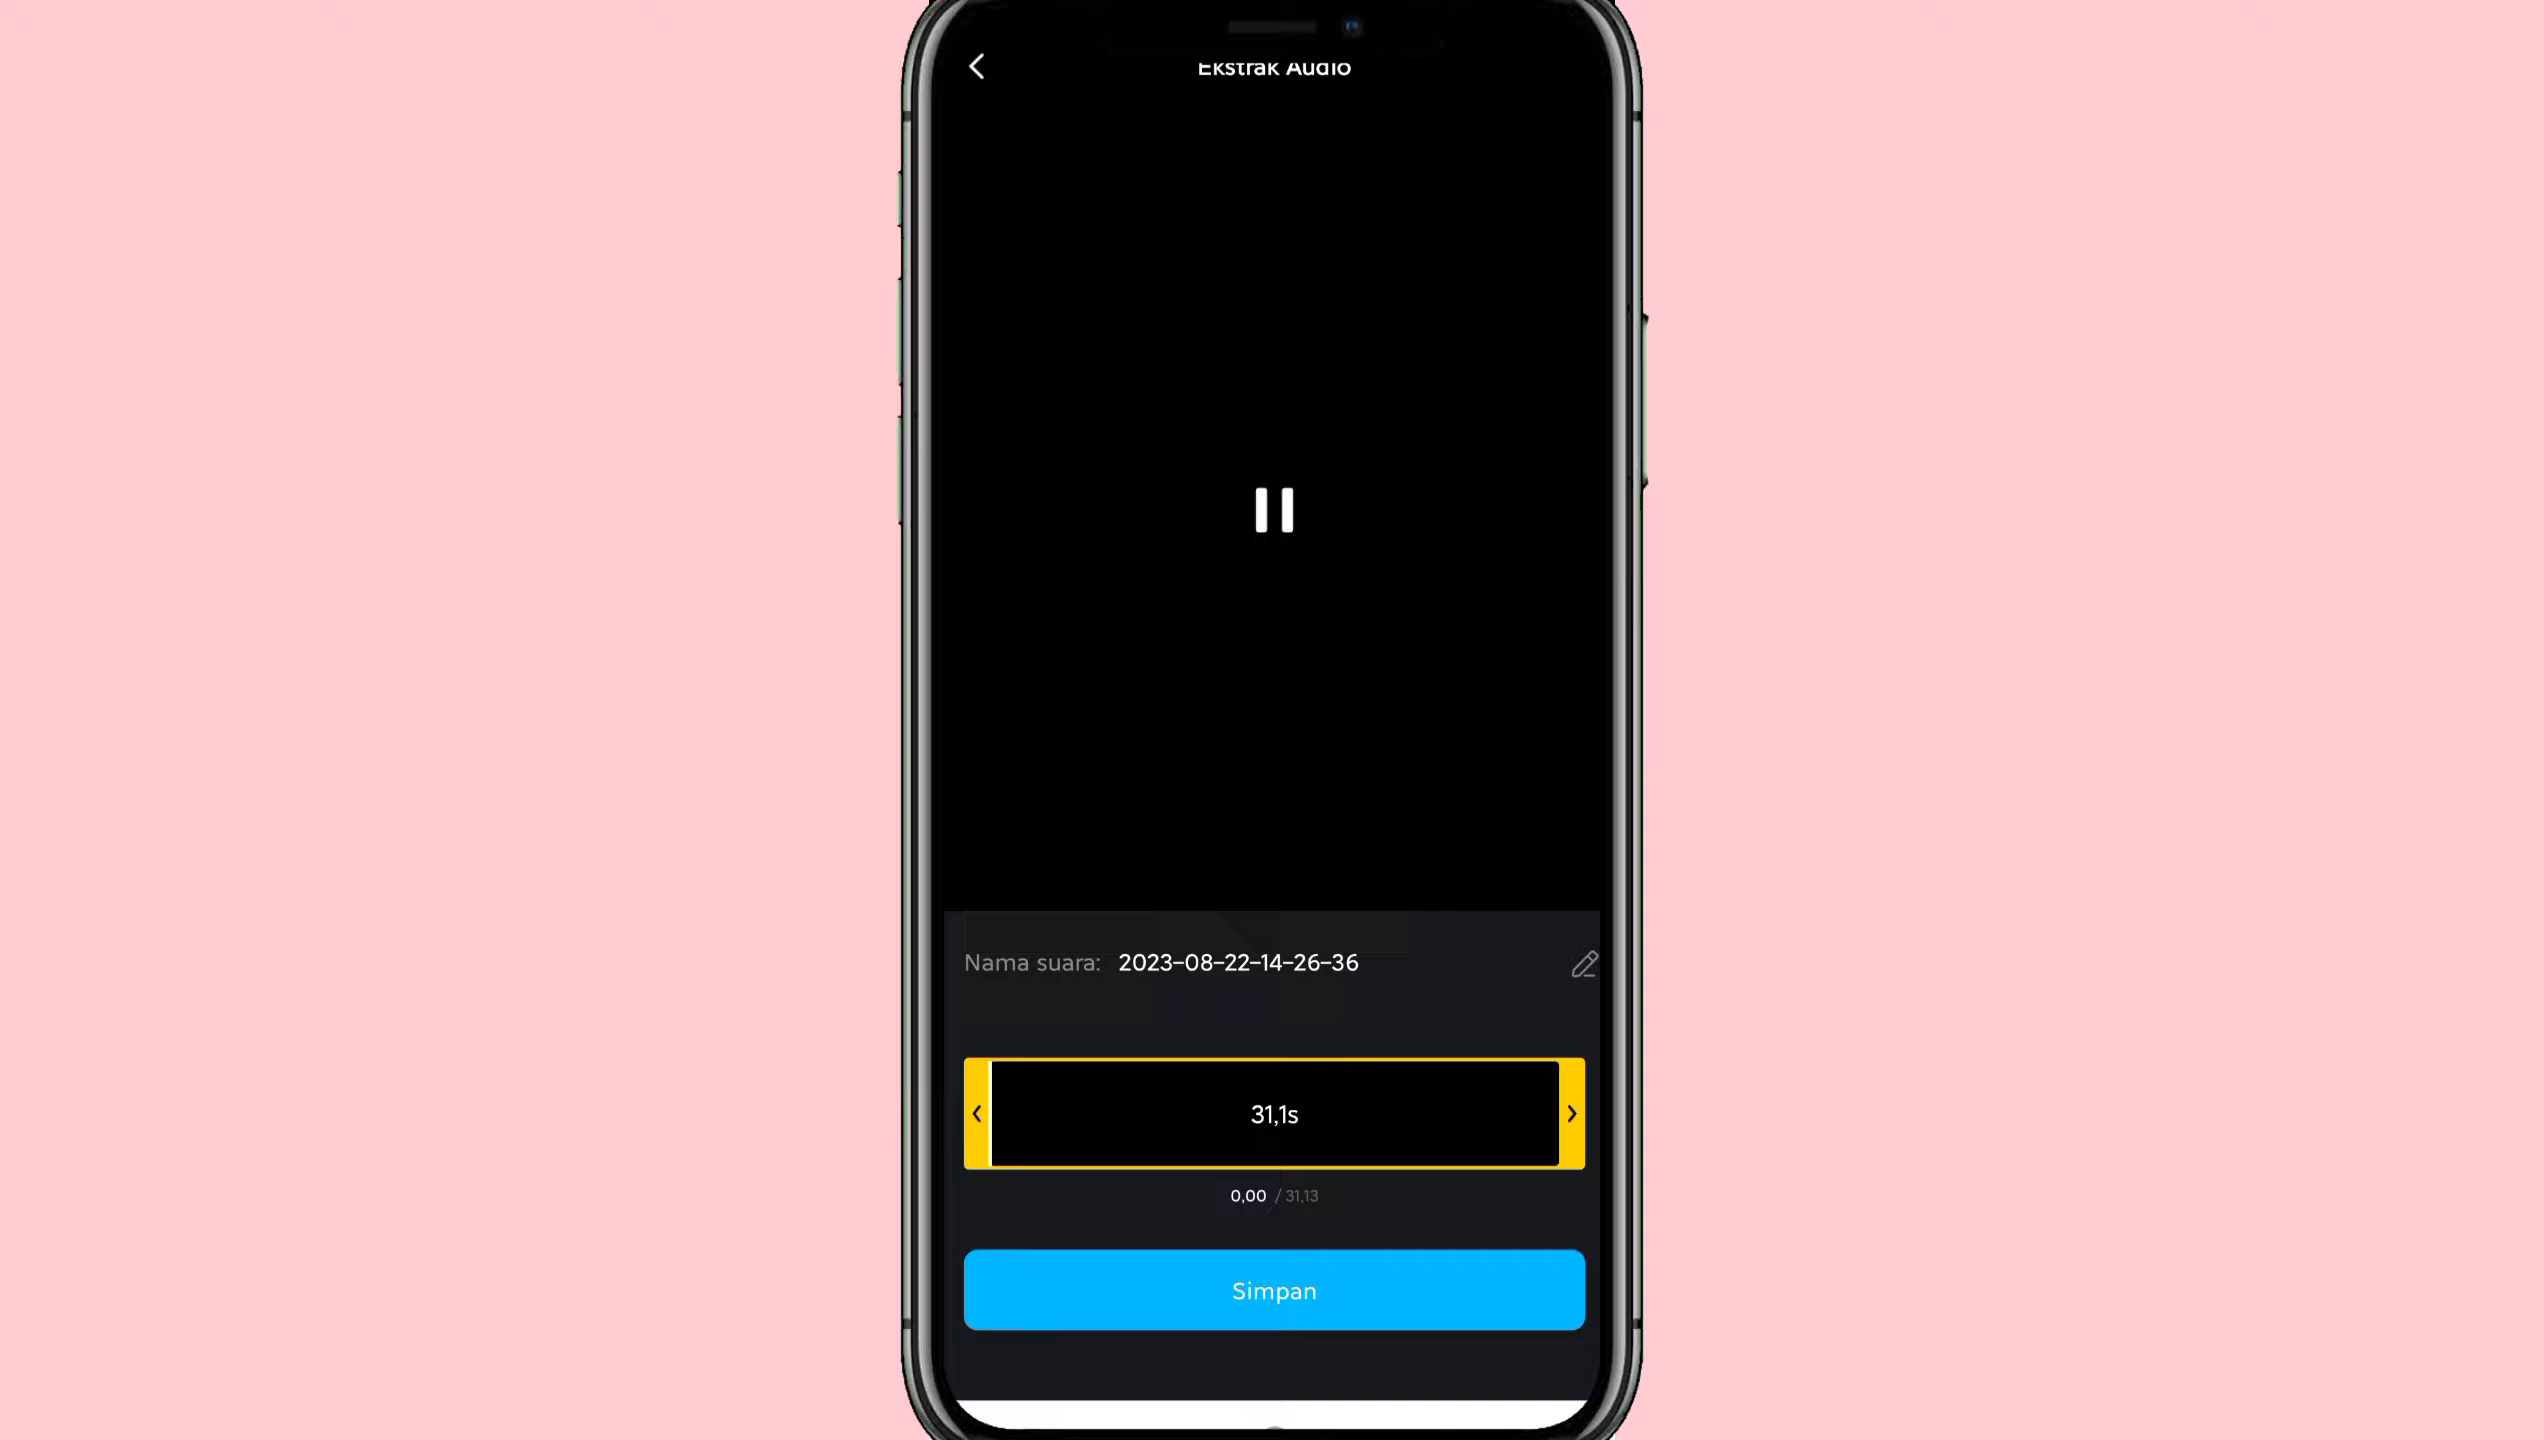 Ekstrak Audio
Nama suara: 2023-08-22-14-26-36
31,1s
0,00 / 31,13
Simpan